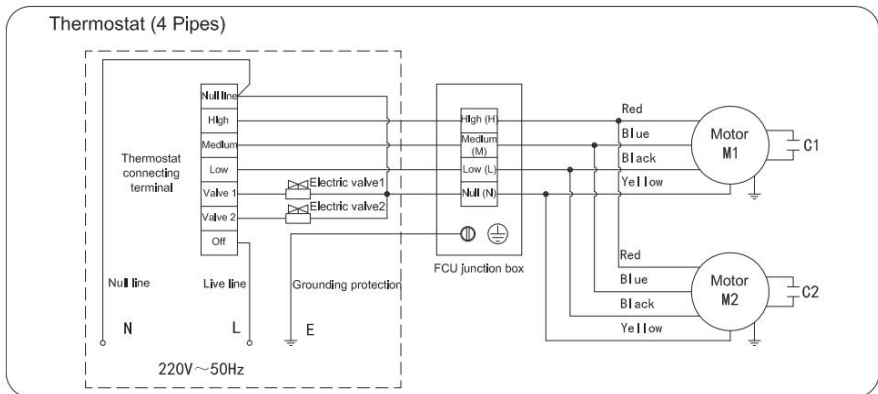 Thermostat (4 Pipes)
Null line
High
Medium
Low
Valve 1
Valve 2
Off
Thermostat
connecting
terminal
Electric valve1
Electric valve2
Null line
Live line
Grounding protection
N
L
E
220V～50Hz
High (H)
Medium
(M)
Low (L)
Null (N)
FCU junction box
Red
Blue
Black
Yellow
Motor
M1
C1
Red
Blue
Black
Yellow
Motor
M2
C2